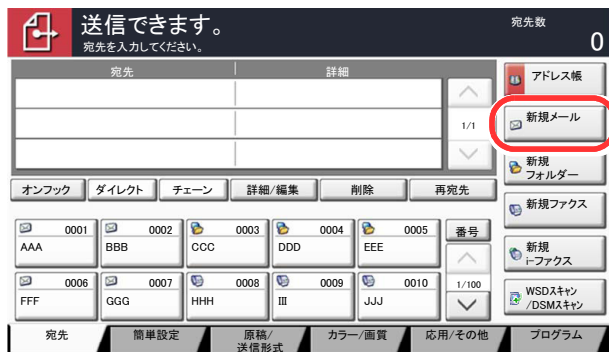 送信できます。
宛先を入力してください。
宛先数
0
宛先 詳細
1/1
アドレス帳
新規メール
新規
フォルダー
新規ファクス
新規
i-ファクス
WSDスキャン
/DSMスキャン
オンフック ダイレクト チェーン 詳細/編集 削除 再宛先
0001 0002 0003 0004 0005 番号
AAA BBB CCC DDD EEE
0006 0007 0008 0009 0010 1/100
FFF GGG HHH III JJJ
宛先 簡単設定 原稿/
送信形式 カラー/画質 応用/その他 プログラム